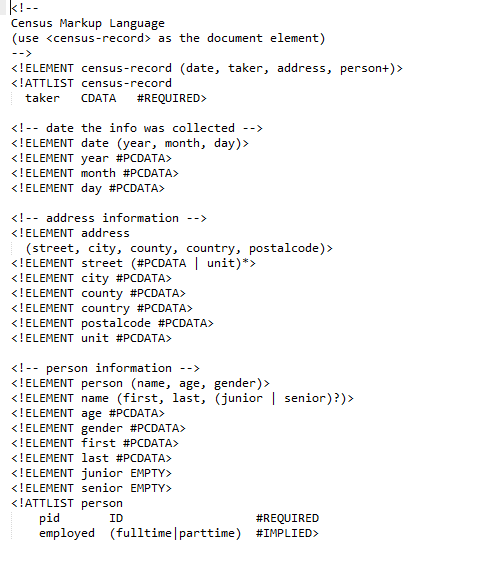 <!--
Census Markup Language
(use <census-record> as the document element)
-->
<!ELEMENT census-record (date, taker, address, person+)>
<!ATTLIST census-record
  taker   CDATA   #REQUIRED>

<!-- date the info was collected -->
<!ELEMENT date (year, month, day)>
<!ELEMENT year #PCDATA>
<!ELEMENT month #PCDATA>
<!ELEMENT day #PCDATA>

<!-- address information -->
<!ELEMENT address
  (street, city, county, country, postalcode)>
<!ELEMENT street (#PCDATA | unit)*>
<!ELEMENT city #PCDATA>
<!ELEMENT county #PCDATA>
<!ELEMENT country #PCDATA>
<!ELEMENT postalcode #PCDATA>
<!ELEMENT unit #PCDATA>

<!-- person information -->
<!ELEMENT person (name, age, gender)>
<!ELEMENT name (first, last, (junior | senior)?)>
<!ELEMENT age #PCDATA>
<!ELEMENT gender #PCDATA>
<!ELEMENT first #PCDATA>
<!ELEMENT last #PCDATA>
<!ELEMENT junior EMPTY>
<!ELEMENT senior EMPTY>
<!ATTLIST person
    pid       ID                  #REQUIRED
    employed  (fulltime|parttime)  #IMPLIED>